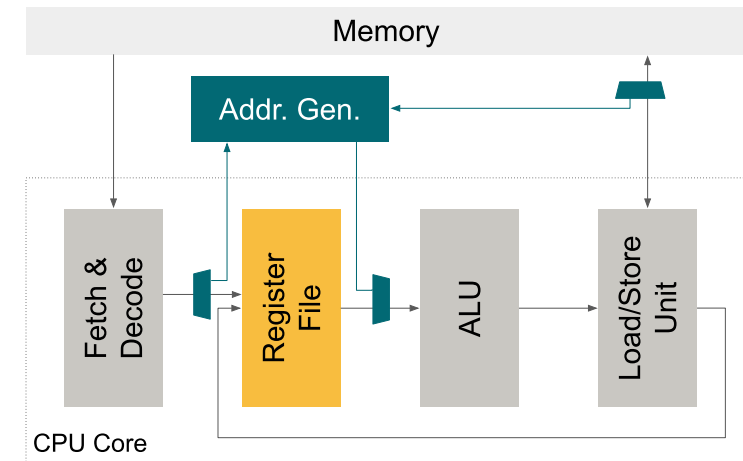 Memory
Addr. Gen.
Fetch &
Decode
Register
File
ALU
Load/Store
Unit
CPU Core